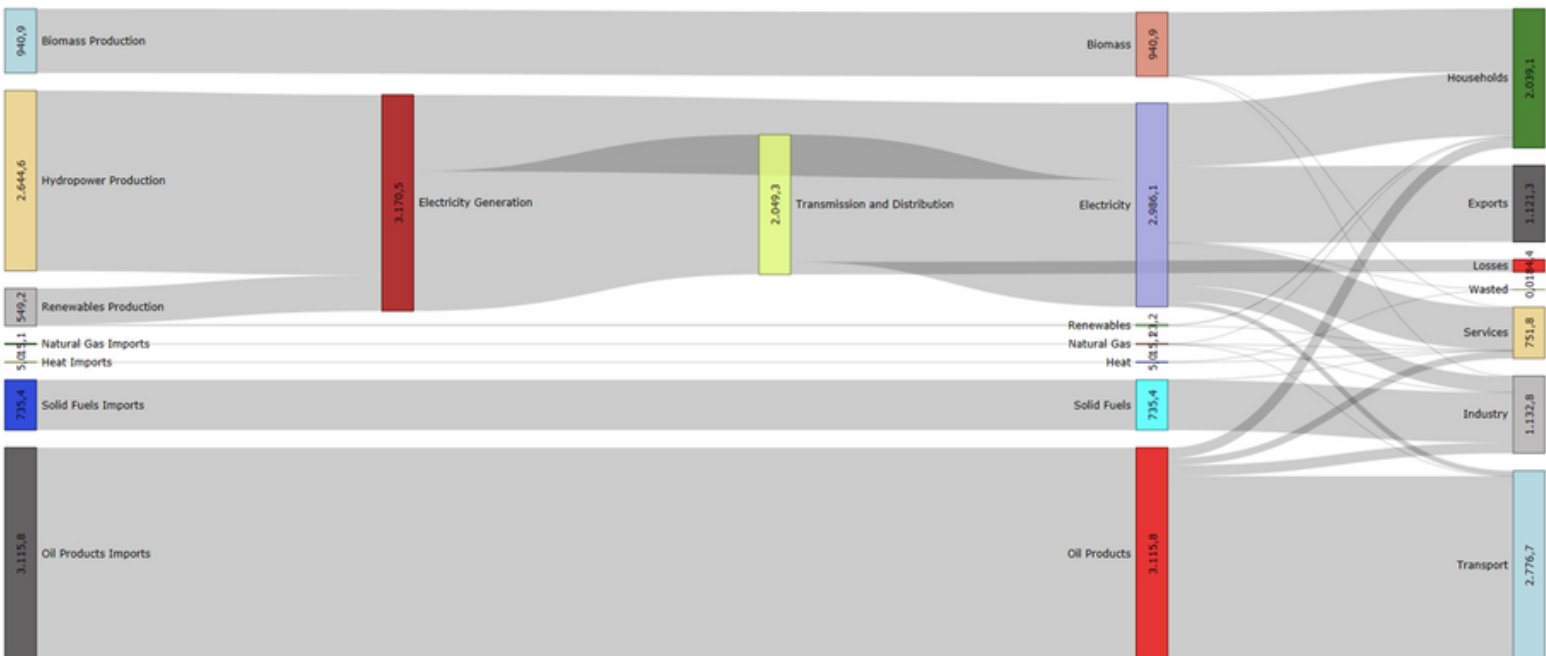 940,9
Biomass Production
2.644,6
Hydropower Production
549,2
Renewables Production
Natural Gas Imports
Heat Imports
735,4
Solid Fuels Imports
3.115,8
Oil Products Imports
3.170,5
Electricity Generation
2.049,3
Transmission and Distribution
Biomass
940,9
Electricity
2.986,1
Renewables
Natural Gas
Heat
Solid Fuels
735,4
Oil Products
3.115,8
Households
2.039,1
Exports
1.121,3
Losses
Wasted
Services
751,8
Industry
1.132,8
Transport
2.776,7